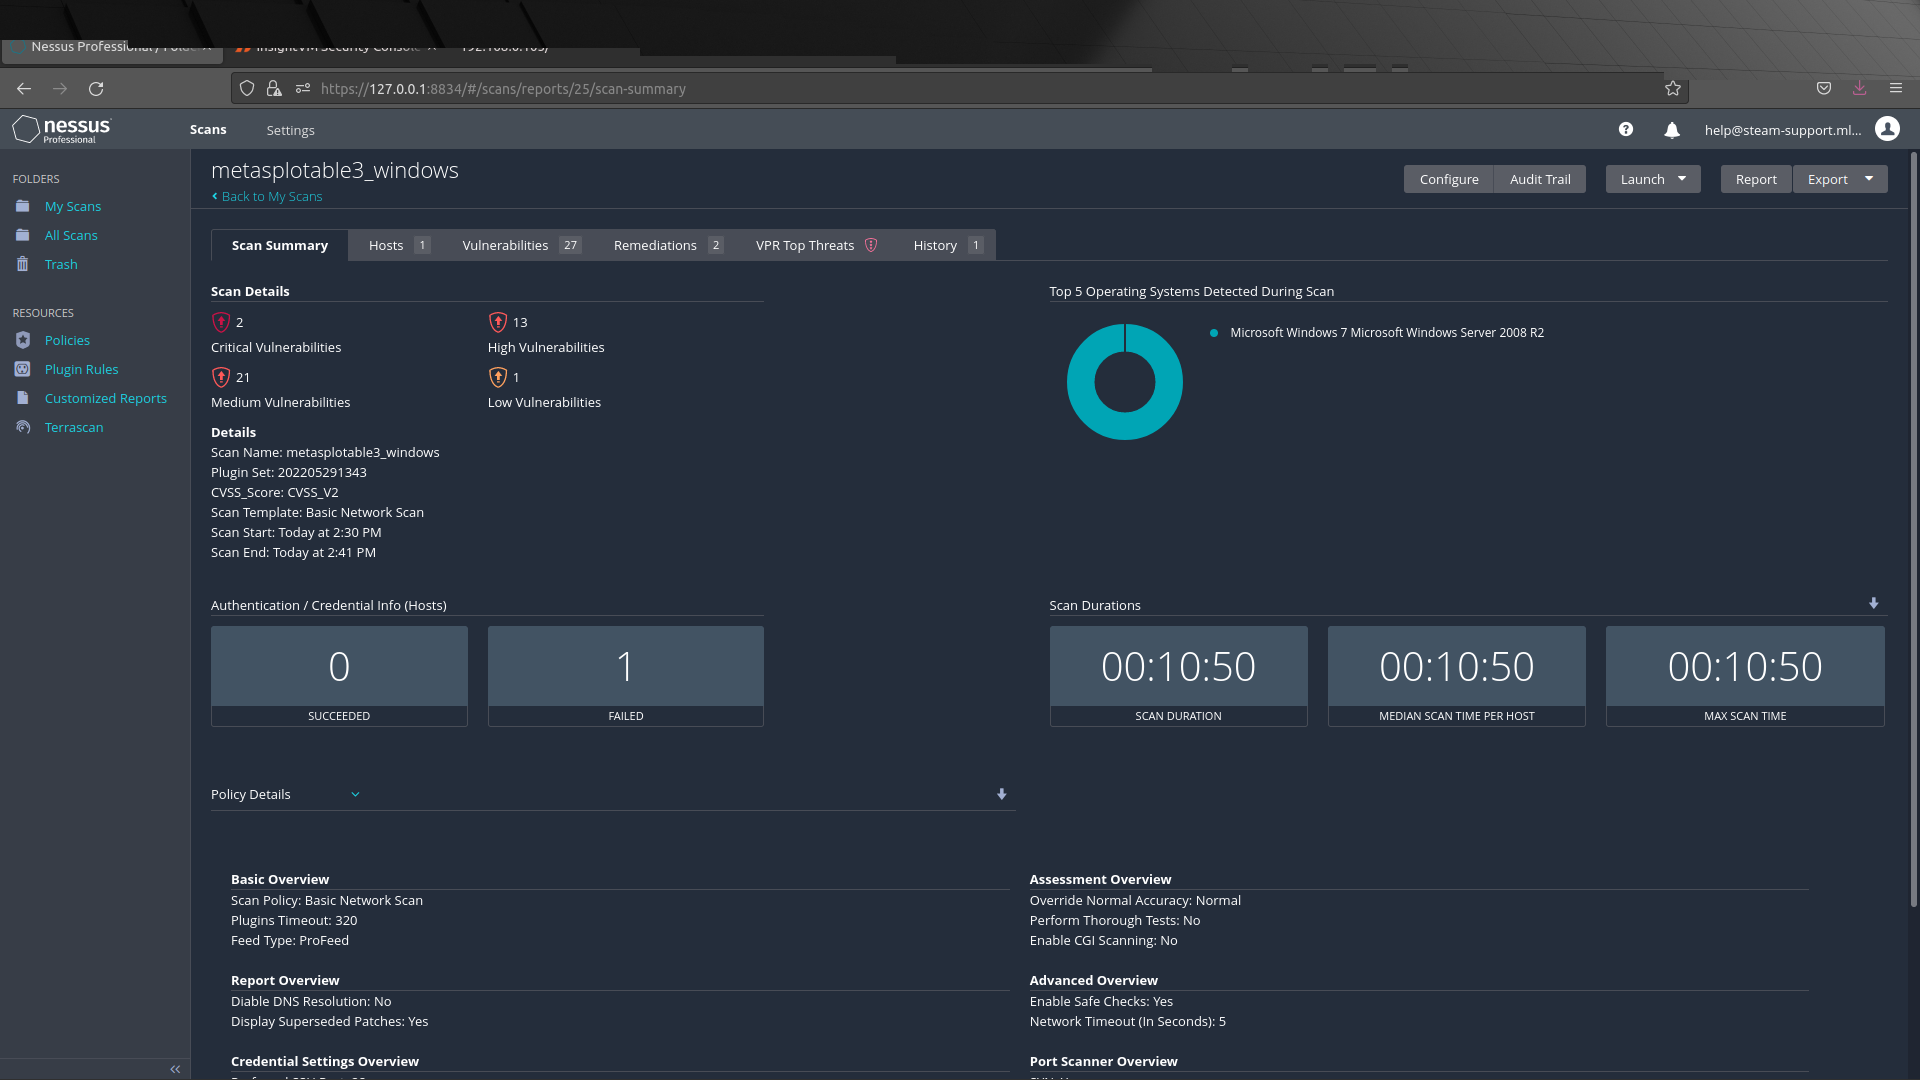 Nessus Professional / Folde
InsightVM Security Console
https://127.0.0.1:8834/#/scans/reports/25/scan-summary
nessus
Professional
Scans
Settings
help@steam-support.ml...
FOLDERS
My Scans
All Scans
Trash
RESOURCES
Policies
Plugin Rules
Customized Reports
Terrascan
metasplotable3_windows
Back to My Scans
Configure
Audit Trail
Launch
Report
Export
Scan Summary
Hosts 1
Vulnerabilities 27
Remediations 2
VPR Top Threats
History 1
Scan Details
2
Critical Vulnerabilities
13
High Vulnerabilities
21
Medium Vulnerabilities
1
Low Vulnerabilities
Details
Scan Name: metasplotable3_windows
Plugin Set: 202205291343
CVSS_Score: CVSS_V2
Scan Template: Basic Network Scan
Scan Start: Today at 2:30 PM
Scan End: Today at 2:41 PM
Top 5 Operating Systems Detected During Scan
Microsoft Windows 7 Microsoft Windows Server 2008 R2
Authentication / Credential Info (Hosts)
0
SUCCEEDED
1
FAILED
Scan Durations
00:10:50
SCAN DURATION
00:10:50
MEDIAN SCAN TIME PER HOST
00:10:50
MAX SCAN TIME
Policy Details
Basic Overview
Scan Policy: Basic Network Scan
Plugins Timeout: 320
Feed Type: ProFeed
Assessment Overview
Override Normal Accuracy: Normal
Perform Thorough Tests: No
Enable CGI Scanning: No
Report Overview
Diable DNS Resolution: No
Display Superseded Patches: Yes
Advanced Overview
Enable Safe Checks: Yes
Network Timeout (In Seconds): 5
Credential Settings Overview
Port Scanner Overview